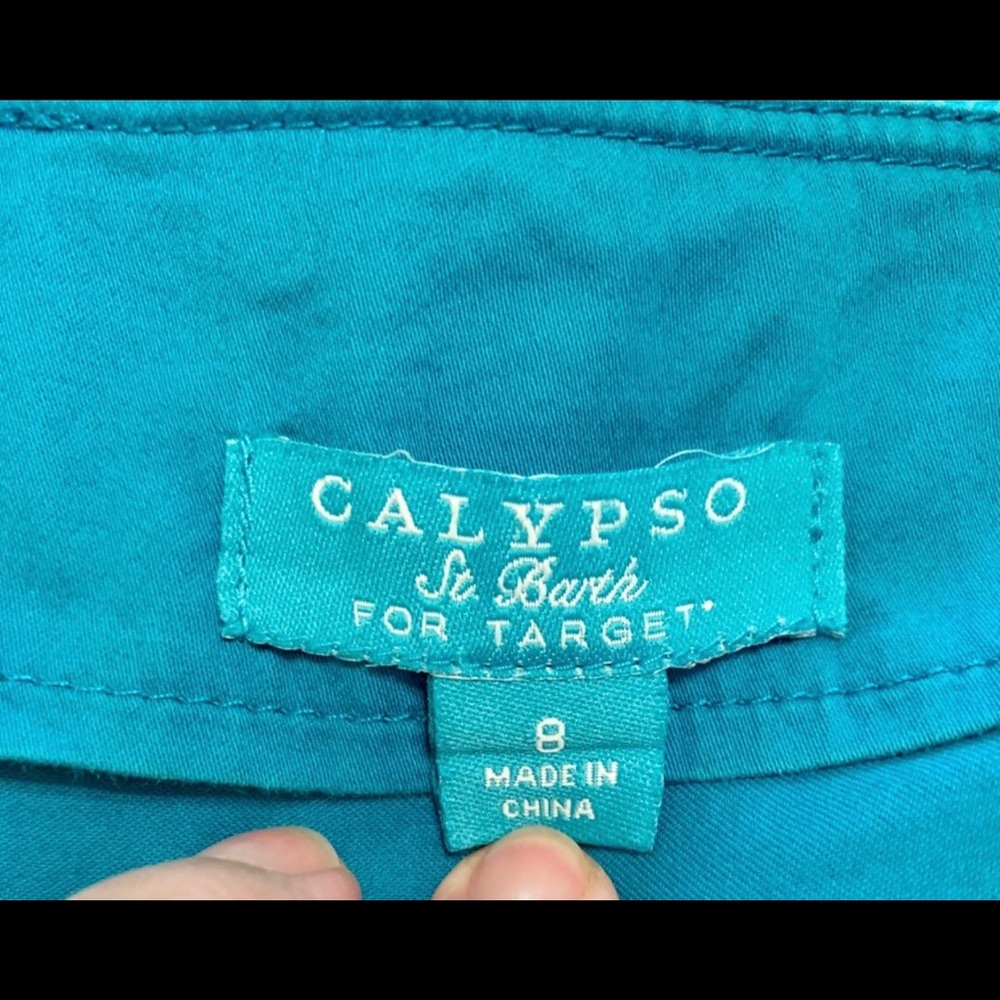 CALYPSO
St. Barth
FOR TARGET
8
MADE IN
CHINA